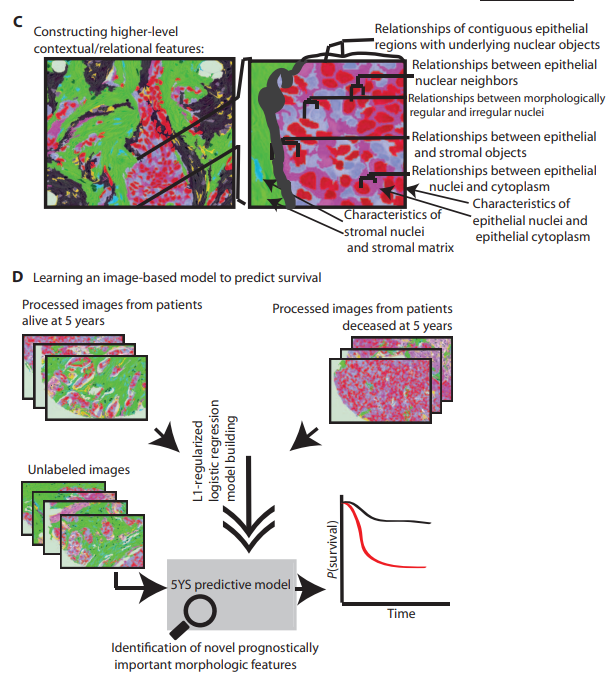 C
Constructing higher-level
contextual/relational features:
Relationships of contiguous epithelial
regions with underlying nuclear objects
Relationships between epithelial
nuclear neighbors
Relationships between morphologically
regular and irregular nuclei
Relationships between epithelial
and stromal objects
Relationships between epithelial
nuclei and cytoplasm
Characteristics of
epithelial nuclei and
epithelial cytoplasm
Characteristics of
stromal nuclei
and stromal matrix
D Learning an image-based model to predict survival
Processed images from patients
alive at 5 years
Processed images from patients
deceased at 5 years
L1-regularized
logistic regression
model building
Unlabeled images
5YS predictive model
P(survival)
Time
Identification of novel prognostically
important morphologic features